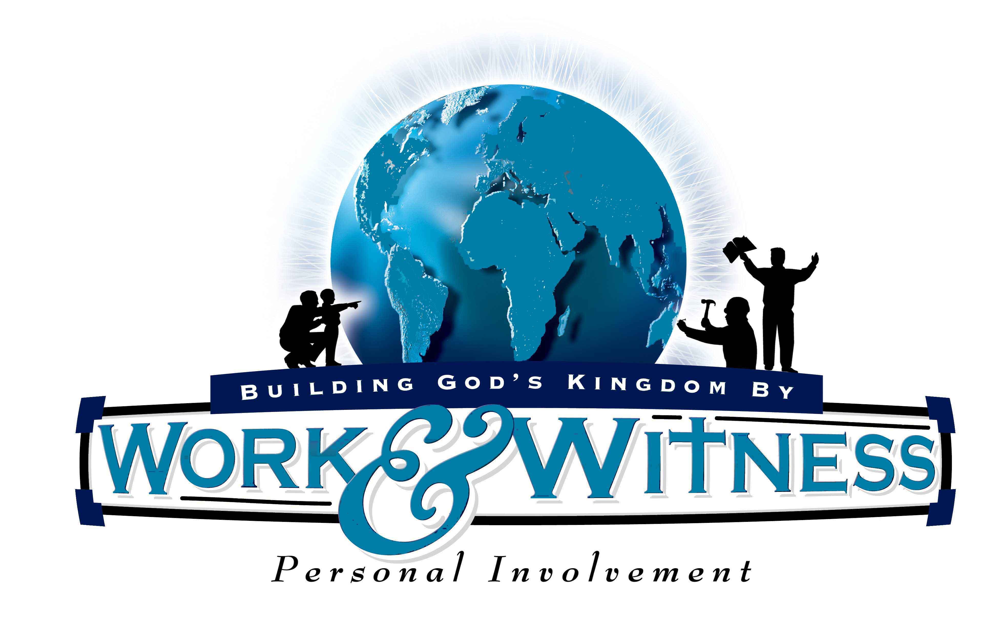 Building God's Kingdom By
Work & Witness
Personal Involvement